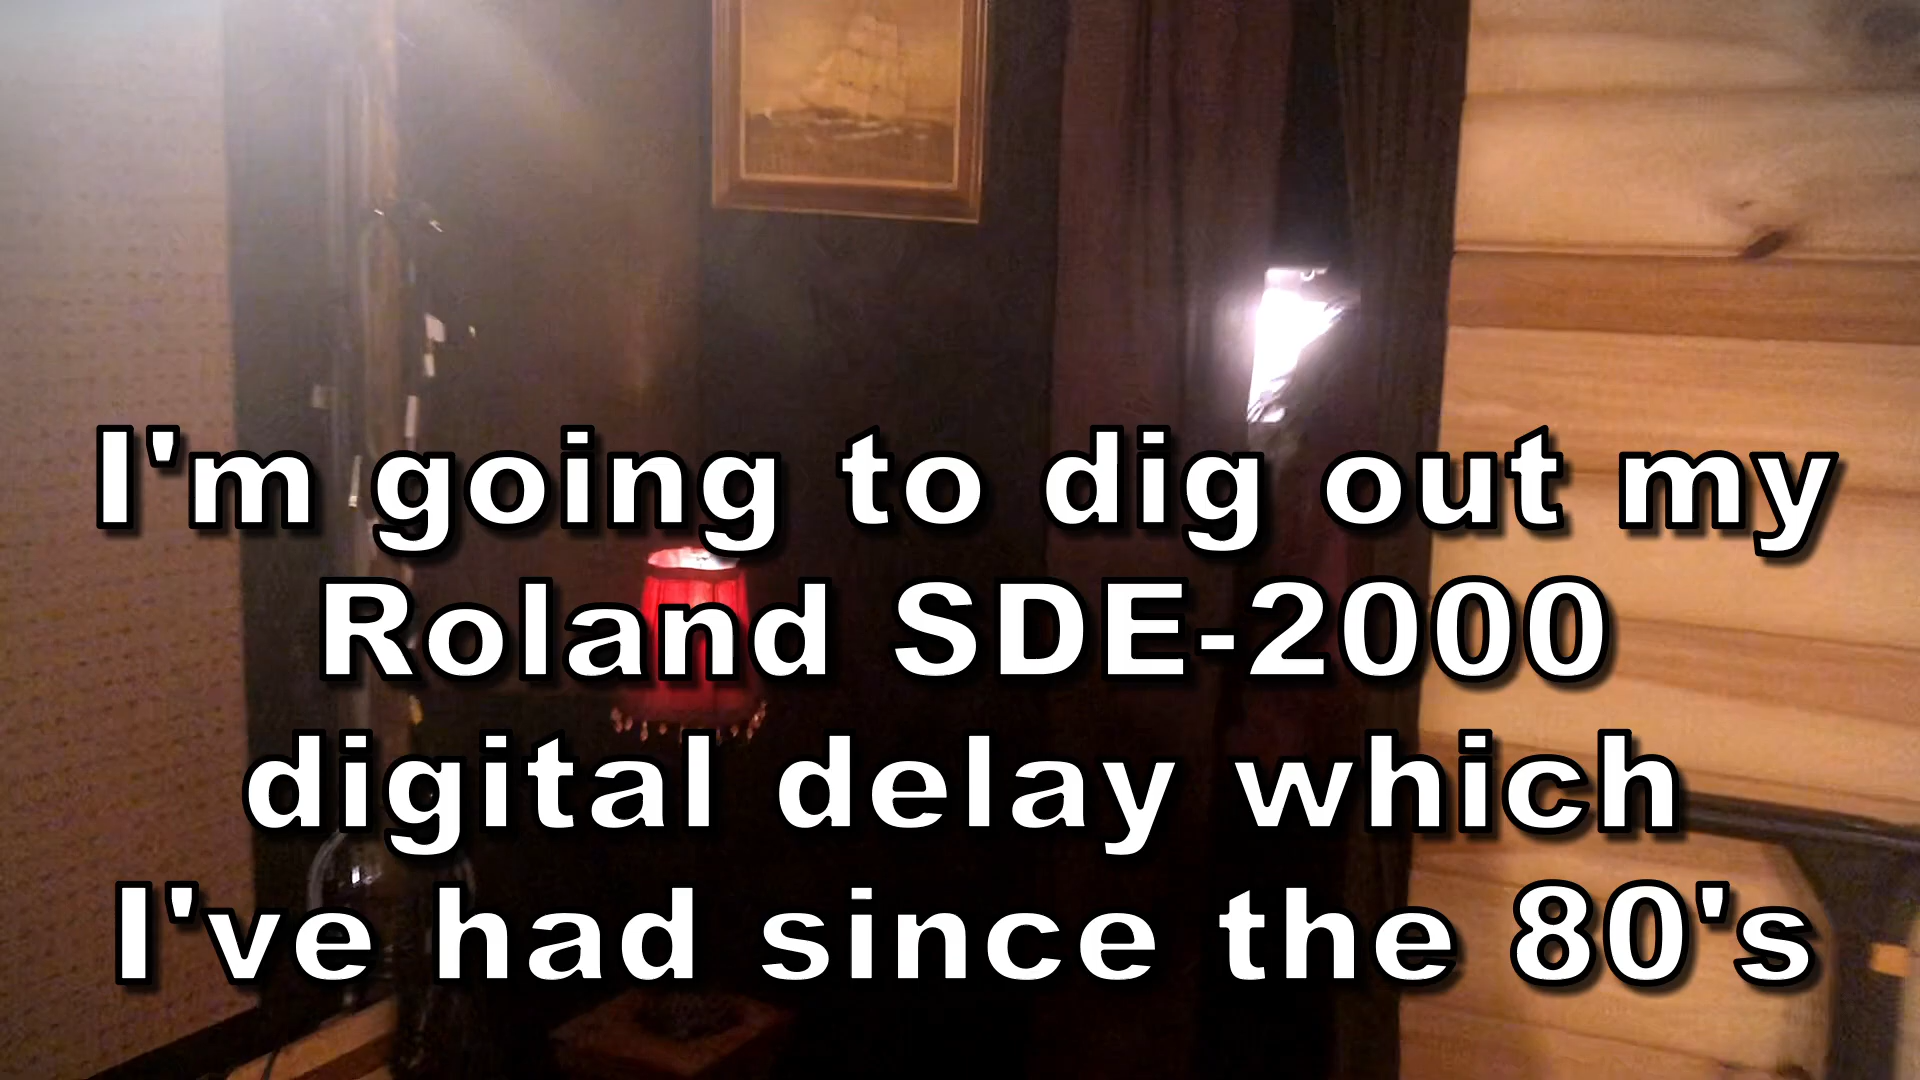 I'm going to dig out my
Roland SDE-2000
digital delay which
I've had since the 80's